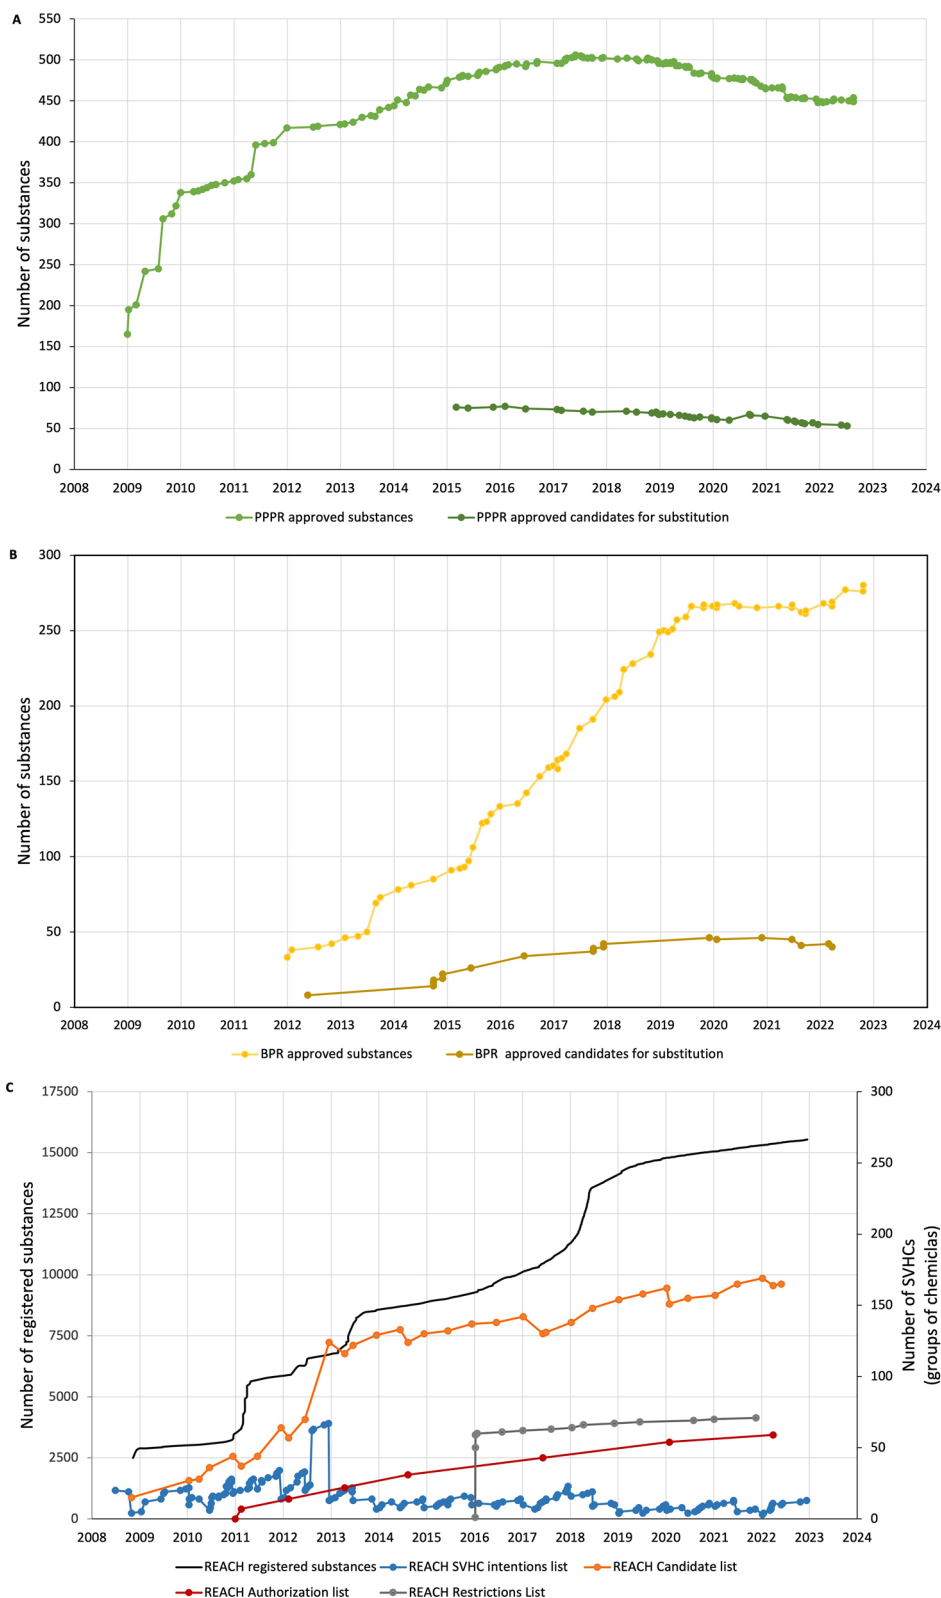 A
550
500
450
400
350
300
250
200
150
100
50
0
Number of substances
2008 2009 2010 2011 2012 2013 2014 2015 2016 2017 2018 2019 2020 2021 2022 2023 2024
PPPR approved substances PPPR approved candidates for substitution
B
300
250
200
150
100
50
0
Number of substances
2008 2009 2010 2011 2012 2013 2014 2015 2016 2017 2018 2019 2020 2021 2022 2023 2024
BPR approved substances BPR approved candidates for substitution
C
17500
15000
12500
10000
7500
5000
2500
0
Number of registered substances
300
250
200
150
100
50
0
Number of SVHCs
(groups of chemiclas)
2008 2009 2010 2011 2012 2013 2014 2015 2016 2017 2018 2019 2020 2021 2022 2023 2024
REACH registered substances REACH SVHC intentions list REACH Candidate list
REACH Authorization list REACH Restrictions List